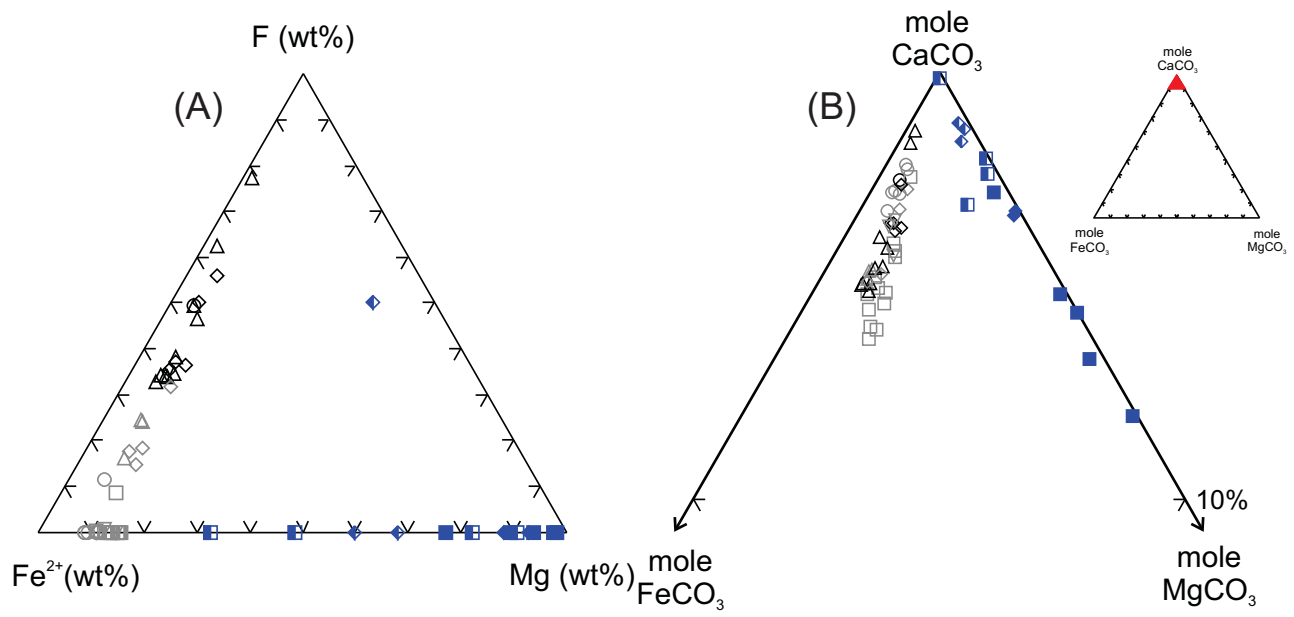 F (wt%)
(A)
Fe²⁺(wt%)
Mg (wt%)
mole
CaCO₃
(B)
10%
mole
FeCO₃
mole
MgCO₃
mole
CaCO₃
mole
FeCO₃
mole
MgCO₃